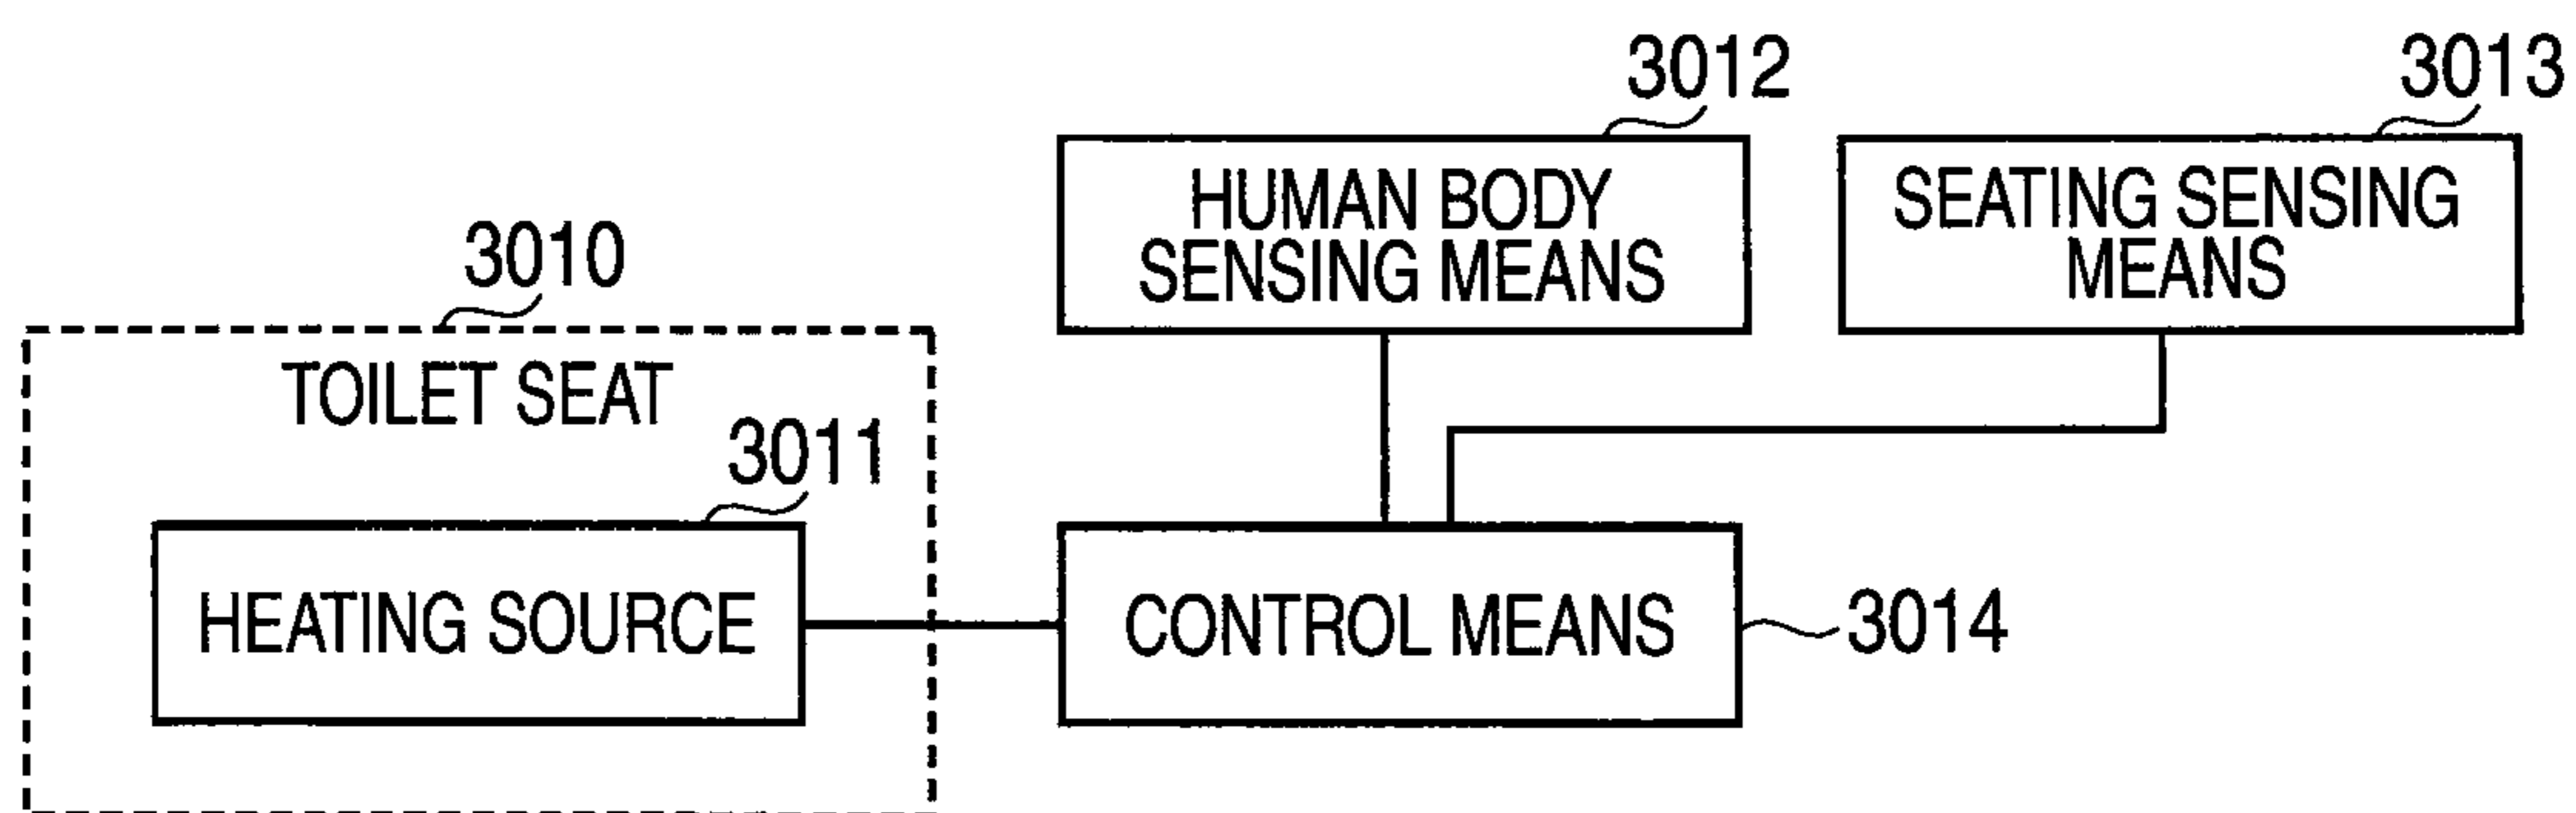 3012
3013
HUMAN BODY
SENSING MEANS
SEATING SENSING
MEANS
3010
TOILET SEAT
3011
HEATING SOURCE
CONTROL MEANS
3014